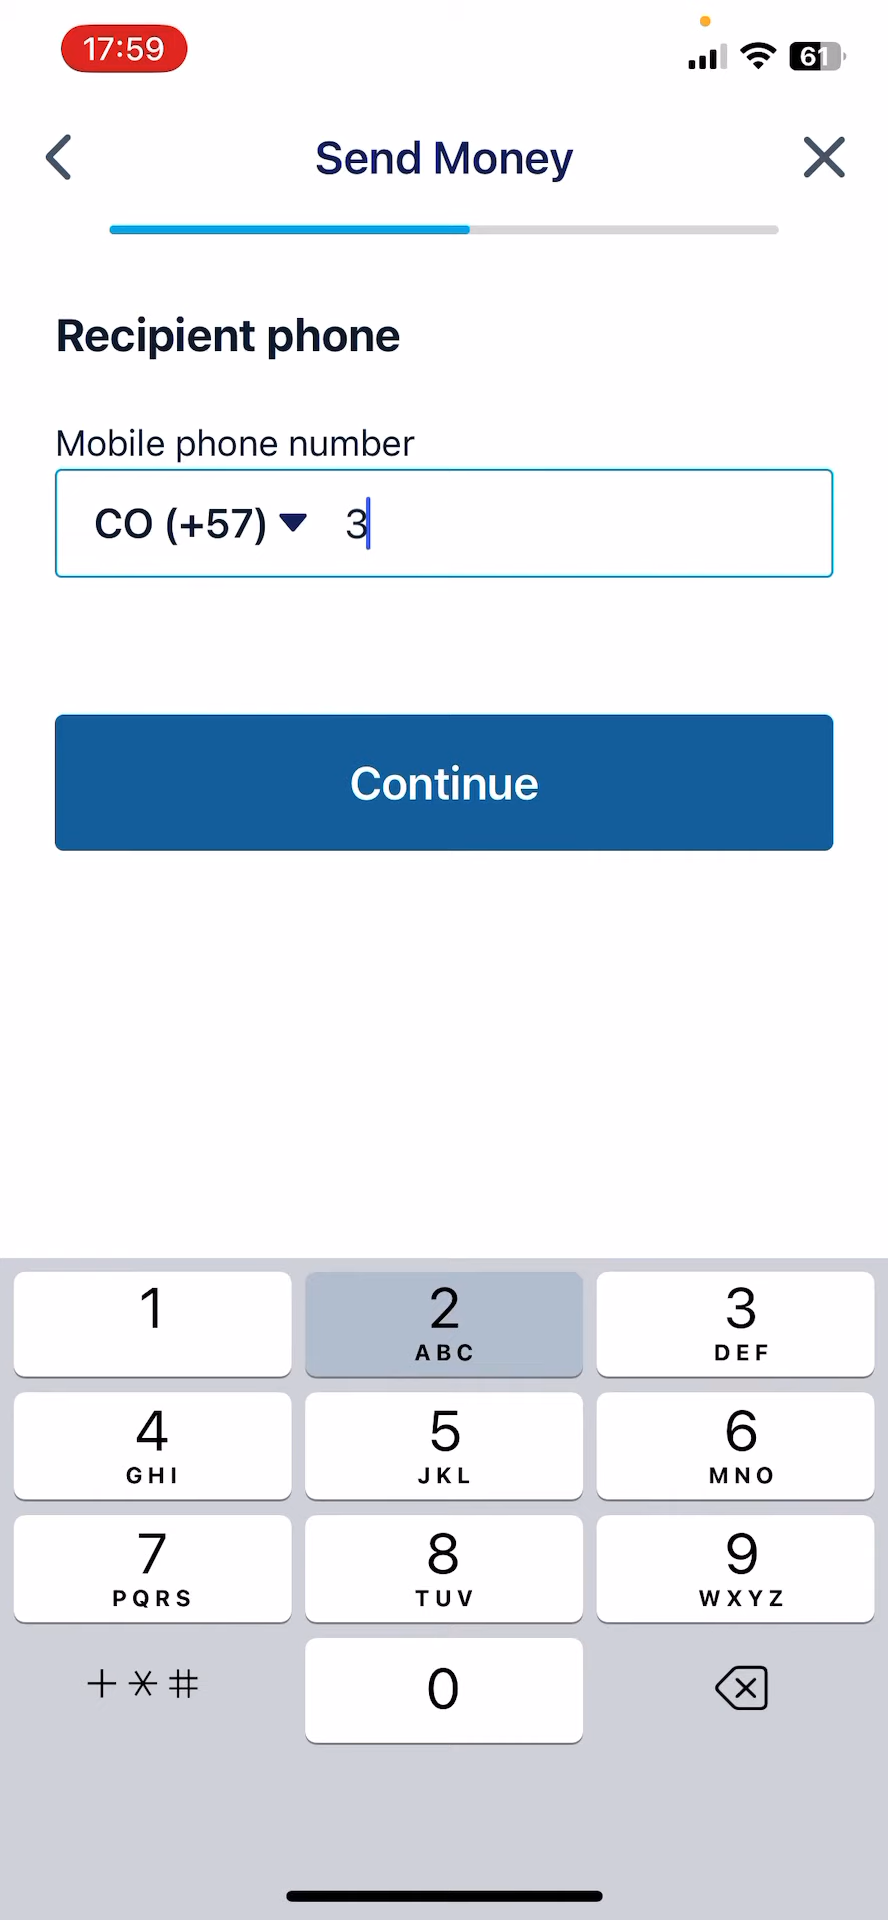 17:59
61
Send Money
Recipient phone
Mobile phone number
CO (+57) 3
Continue
1
2
ABC
3
DEF
4
GHI
5
JKL
6
MNO
7
PQRS
8
TUV
9
WXYZ
+*#
0